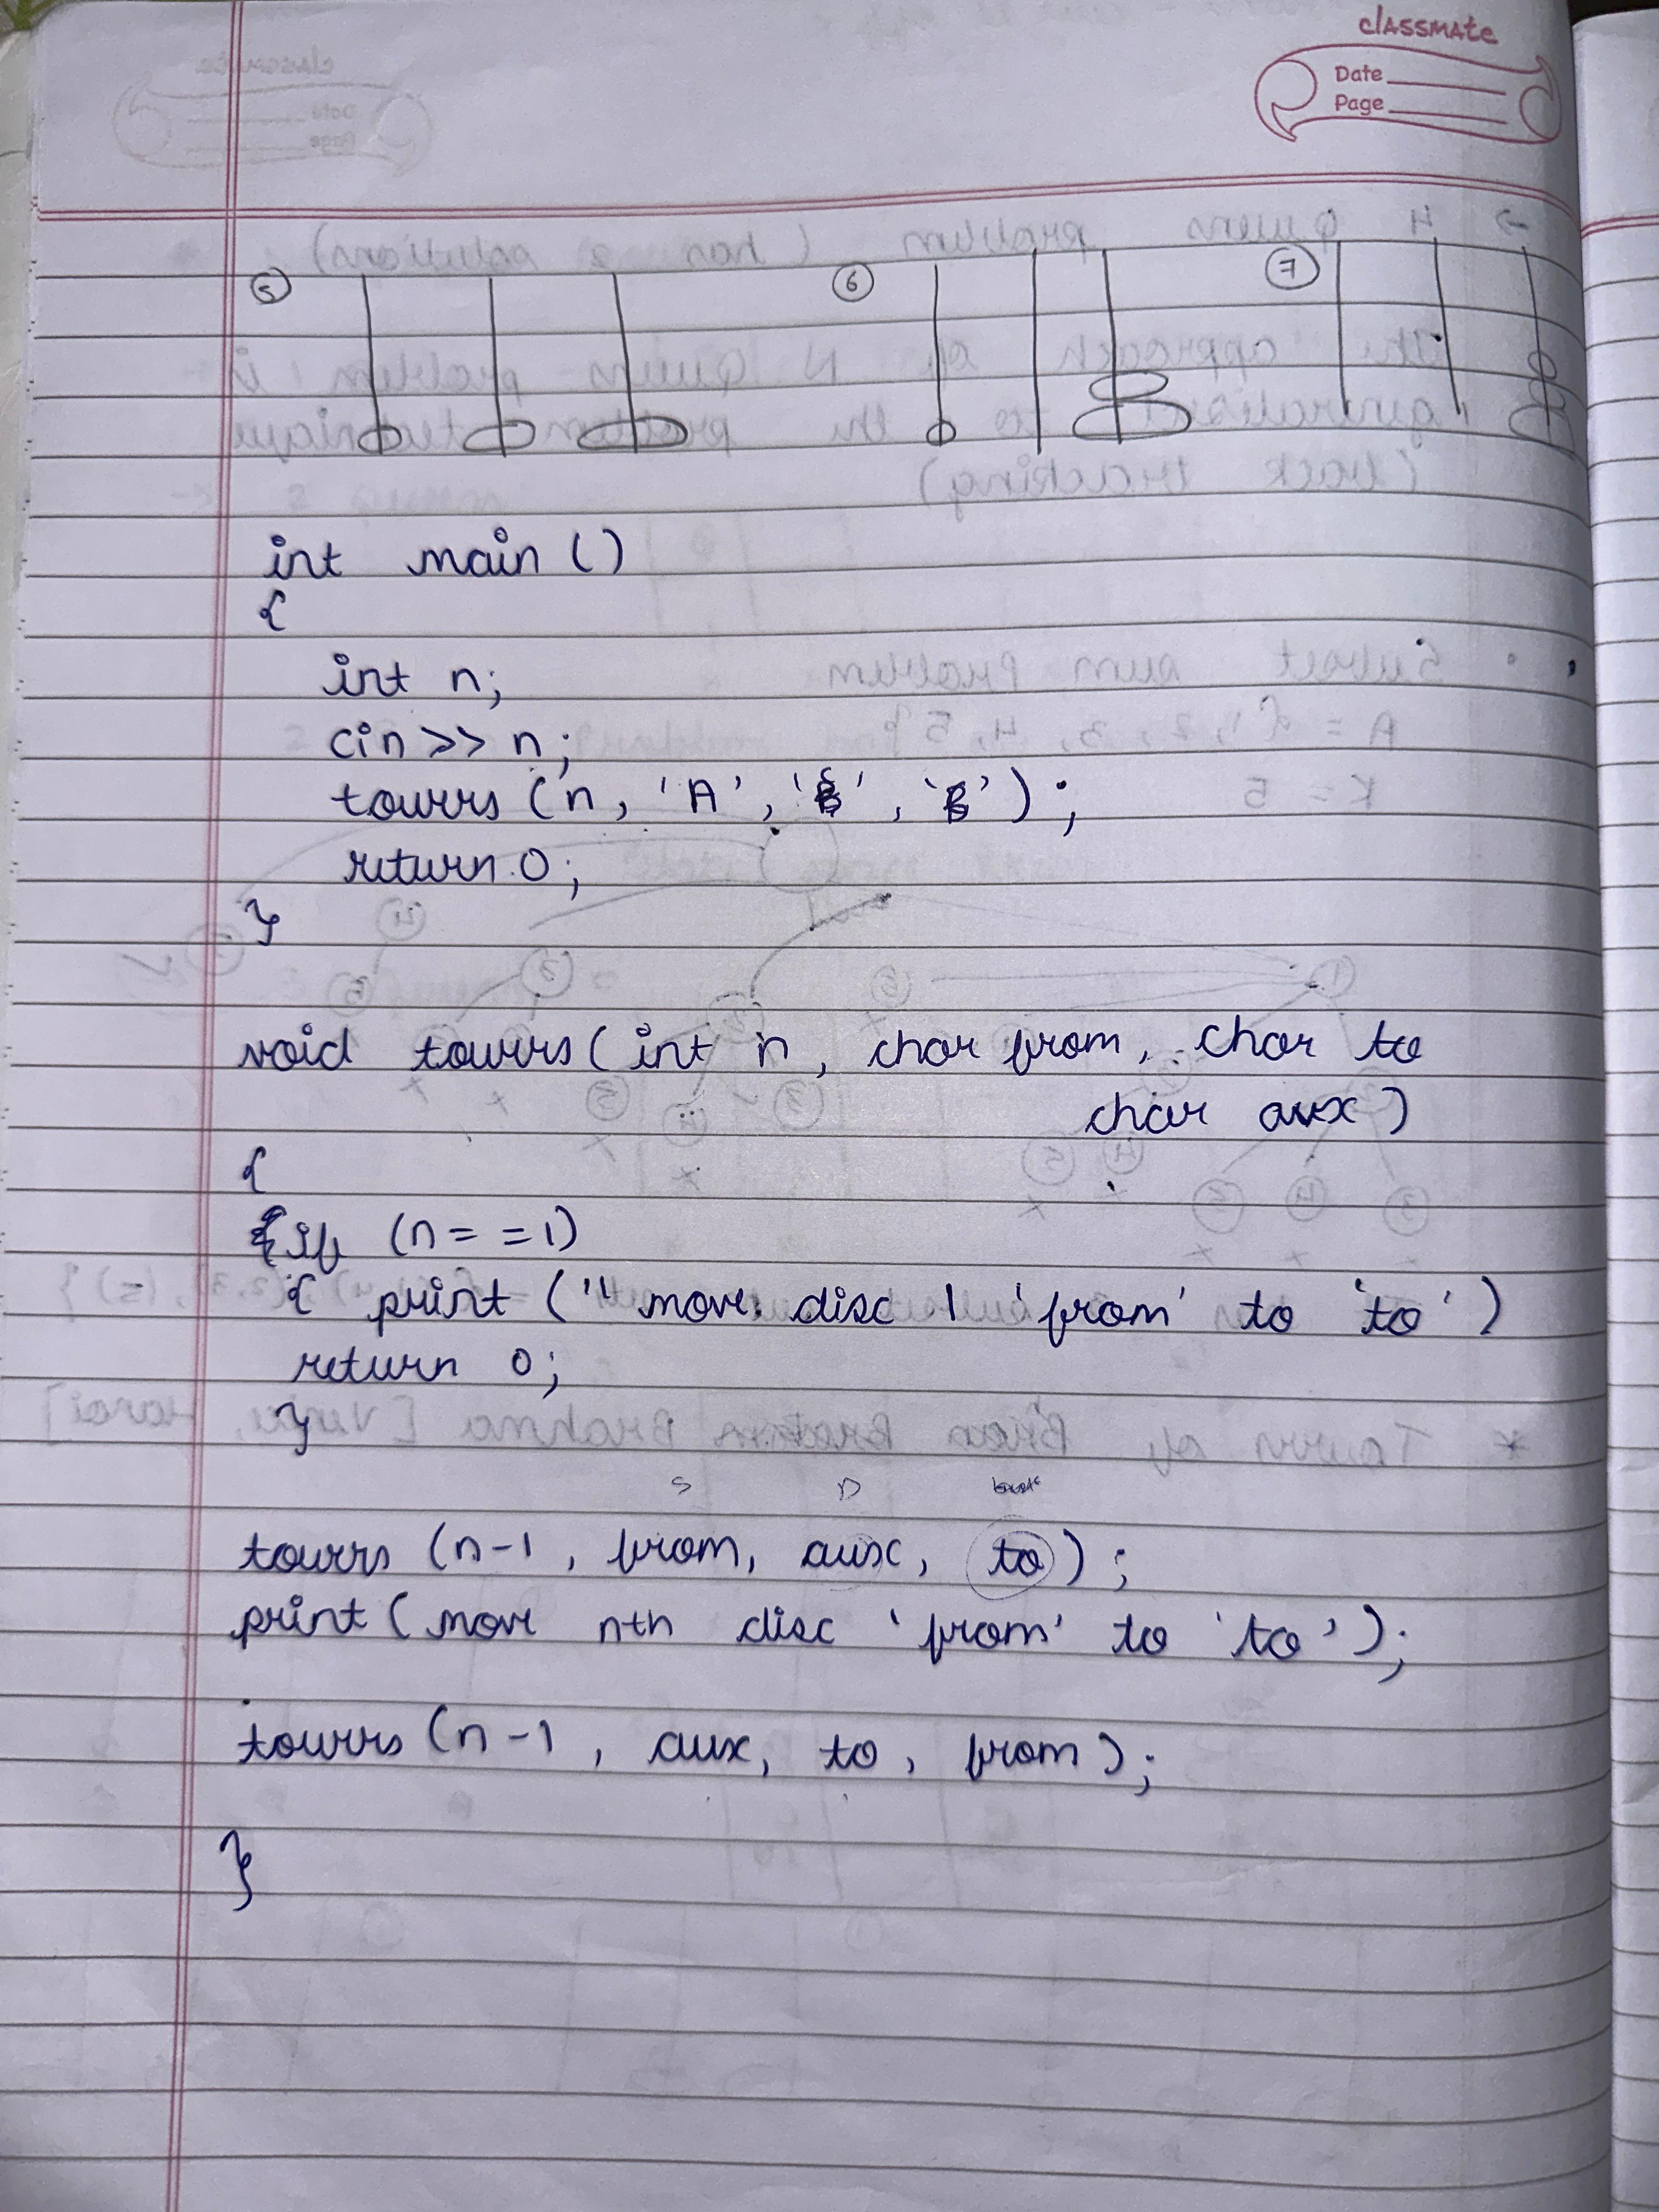 classmate
Date
Page
5 6 7
int main ()
{
int n;
cin >> n;
towers (n, 'A', 'C', 'B');
return 0;
}
void towers (int n, char from, char to
char aux)
{
if (n = = 1)
{ print (" move disc 1 'from' to 'to')
return 0;
}
S D
towers (n-1, from, aux, to);
print (move nth disc 'from' to 'to');
towers (n-1, aux, to, from);
}